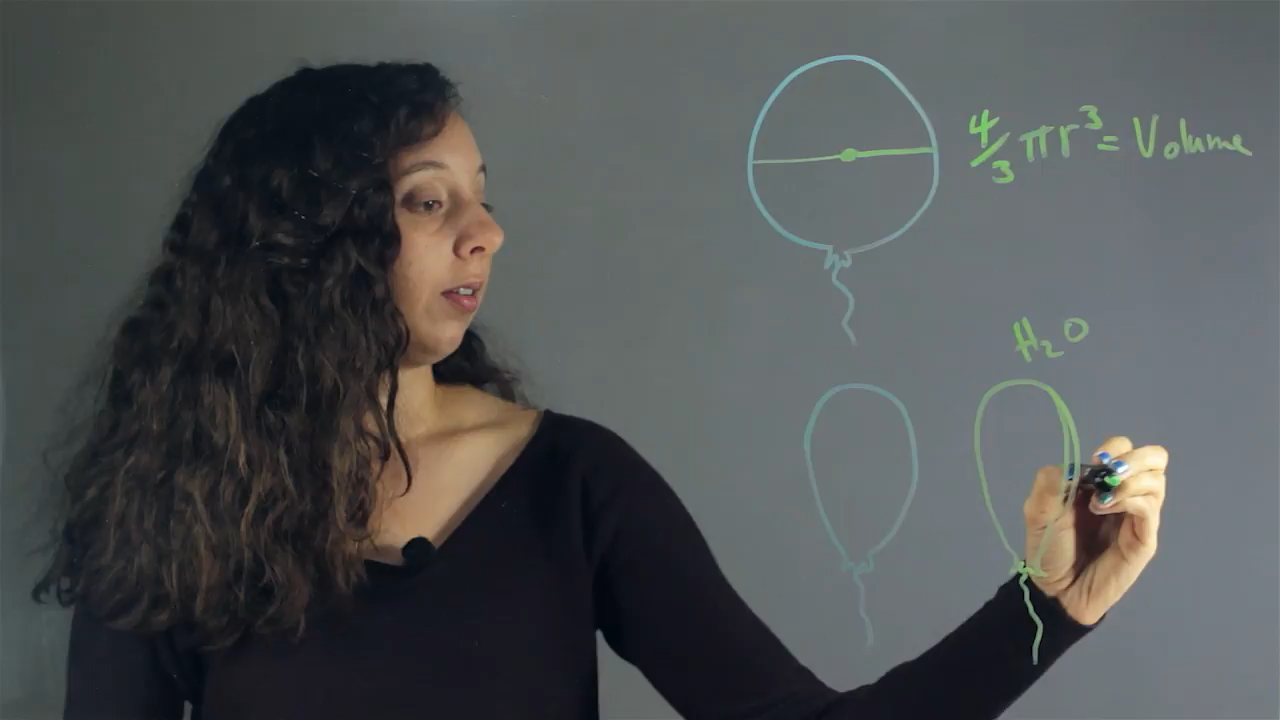 4/3 πr³ = Volume
H₂O